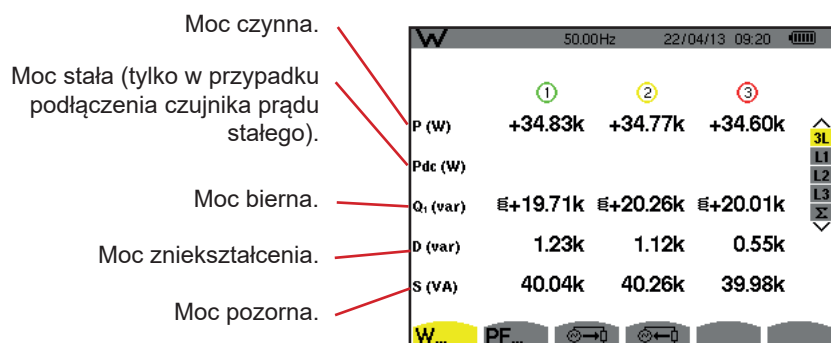 Moc czynna.
Moc stała (tylko w przypadku
podłączenia czujnika prądu
stałego).
Moc bierna.
Moc zniekształcenia.
Moc pozorna.
W 50.00Hz 22/04/13 09:20
1 2 3
P (W) +34.83k +34.77k +34.60k
Pdc (W)
Q₁ (var) +19.71k +20.26k +20.01k
D (var) 1.23k 1.12k 0.55k
S (VA) 40.04k 40.26k 39.98k
3L
L1
L2
L3
Σ
W... PF...